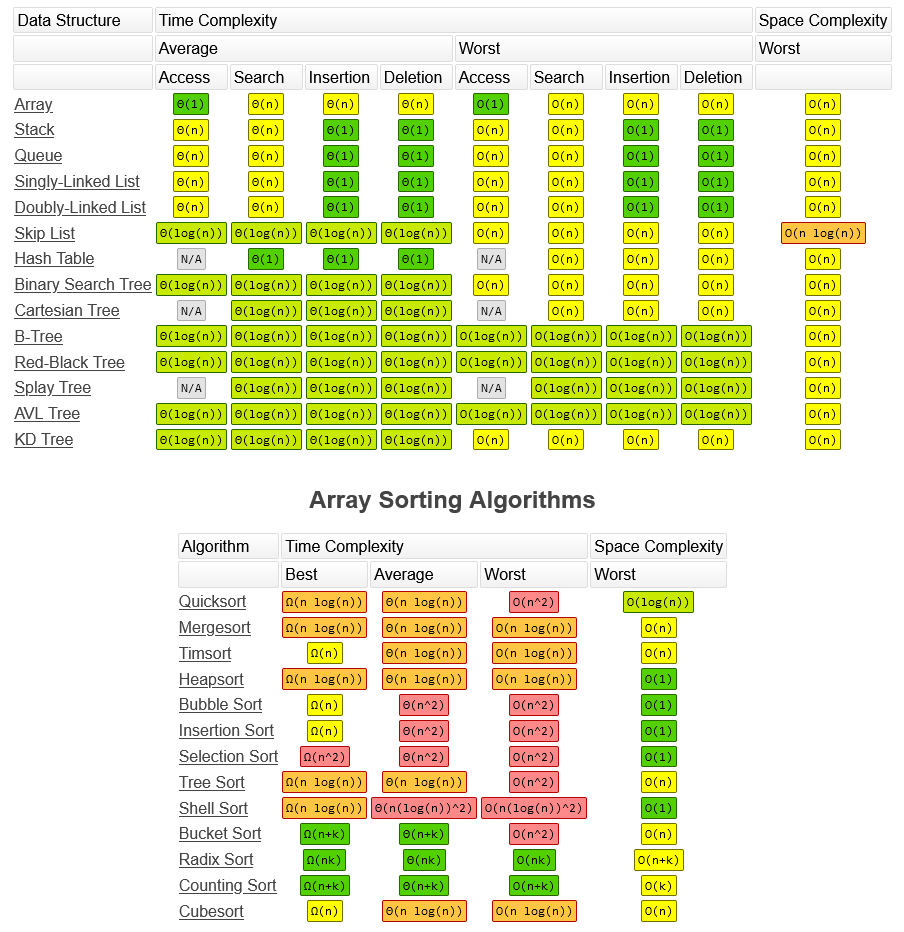 Data Structure Time Complexity Space Complexity
Average Worst Worst
Access Search Insertion Deletion Access Search Insertion Deletion
Array Θ(1) Θ(n) Θ(n) Θ(n) O(1) O(n) O(n) O(n) O(n)
Stack Θ(n) Θ(n) Θ(1) Θ(1) O(n) O(n) O(1) O(1) O(n)
Queue Θ(n) Θ(n) Θ(1) Θ(1) O(n) O(n) O(1) O(1) O(n)
Singly-Linked List Θ(n) Θ(n) Θ(1) Θ(1) O(n) O(n) O(1) O(1) O(n)
Doubly-Linked List Θ(n) Θ(n) Θ(1) Θ(1) O(n) O(n) O(1) O(1) O(n)
Skip List Θ(log(n)) Θ(log(n)) Θ(log(n)) Θ(log(n)) O(n) O(n) O(n) O(n) O(n log(n))
Hash Table N/A Θ(1) Θ(1) Θ(1) N/A O(n) O(n) O(n) O(n)
Binary Search Tree Θ(log(n)) Θ(log(n)) Θ(log(n)) Θ(log(n)) O(n) O(n) O(n) O(n) O(n)
Cartesian Tree N/A Θ(log(n)) Θ(log(n)) Θ(log(n)) N/A O(n) O(n) O(n) O(n)
B-Tree Θ(log(n)) Θ(log(n)) Θ(log(n)) Θ(log(n)) O(log(n)) O(log(n)) O(log(n)) O(log(n)) O(n)
Red-Black Tree Θ(log(n)) Θ(log(n)) Θ(log(n)) Θ(log(n)) O(log(n)) O(log(n)) O(log(n)) O(log(n)) O(n)
Splay Tree N/A Θ(log(n)) Θ(log(n)) Θ(log(n)) N/A O(log(n)) O(log(n)) O(log(n)) O(n)
AVL Tree Θ(log(n)) Θ(log(n)) Θ(log(n)) Θ(log(n)) O(log(n)) O(log(n)) O(log(n)) O(log(n)) O(n)
KD Tree Θ(log(n)) Θ(log(n)) Θ(log(n)) Θ(log(n)) O(n) O(n) O(n) O(n) O(n)
Array Sorting Algorithms
Algorithm Time Complexity Space Complexity
Best Average Worst Worst
Quicksort Ω(n log(n)) Θ(n log(n)) O(n^2) O(log(n))
Mergesort Ω(n log(n)) Θ(n log(n)) O(n log(n)) O(n)
Timsort Ω(n) Θ(n log(n)) O(n log(n)) O(n)
Heapsort Ω(n log(n)) Θ(n log(n)) O(n log(n)) O(1)
Bubble Sort Ω(n) Θ(n^2) O(n^2) O(1)
Insertion Sort Ω(n) Θ(n^2) O(n^2) O(1)
Selection Sort Ω(n^2) Θ(n^2) O(n^2) O(1)
Tree Sort Ω(n log(n)) Θ(n log(n)) O(n^2) O(n)
Shell Sort Ω(n log(n)) Θ(n(log(n))^2) O(n(log(n))^2) O(1)
Bucket Sort Ω(n+k) Θ(n+k) O(n^2) O(n)
Radix Sort Ω(nk) Θ(nk) O(nk) O(n+k)
Counting Sort Ω(n+k) Θ(n+k) O(n+k) O(k)
Cubesort Ω(n) Θ(n log(n)) O(n log(n)) O(n)